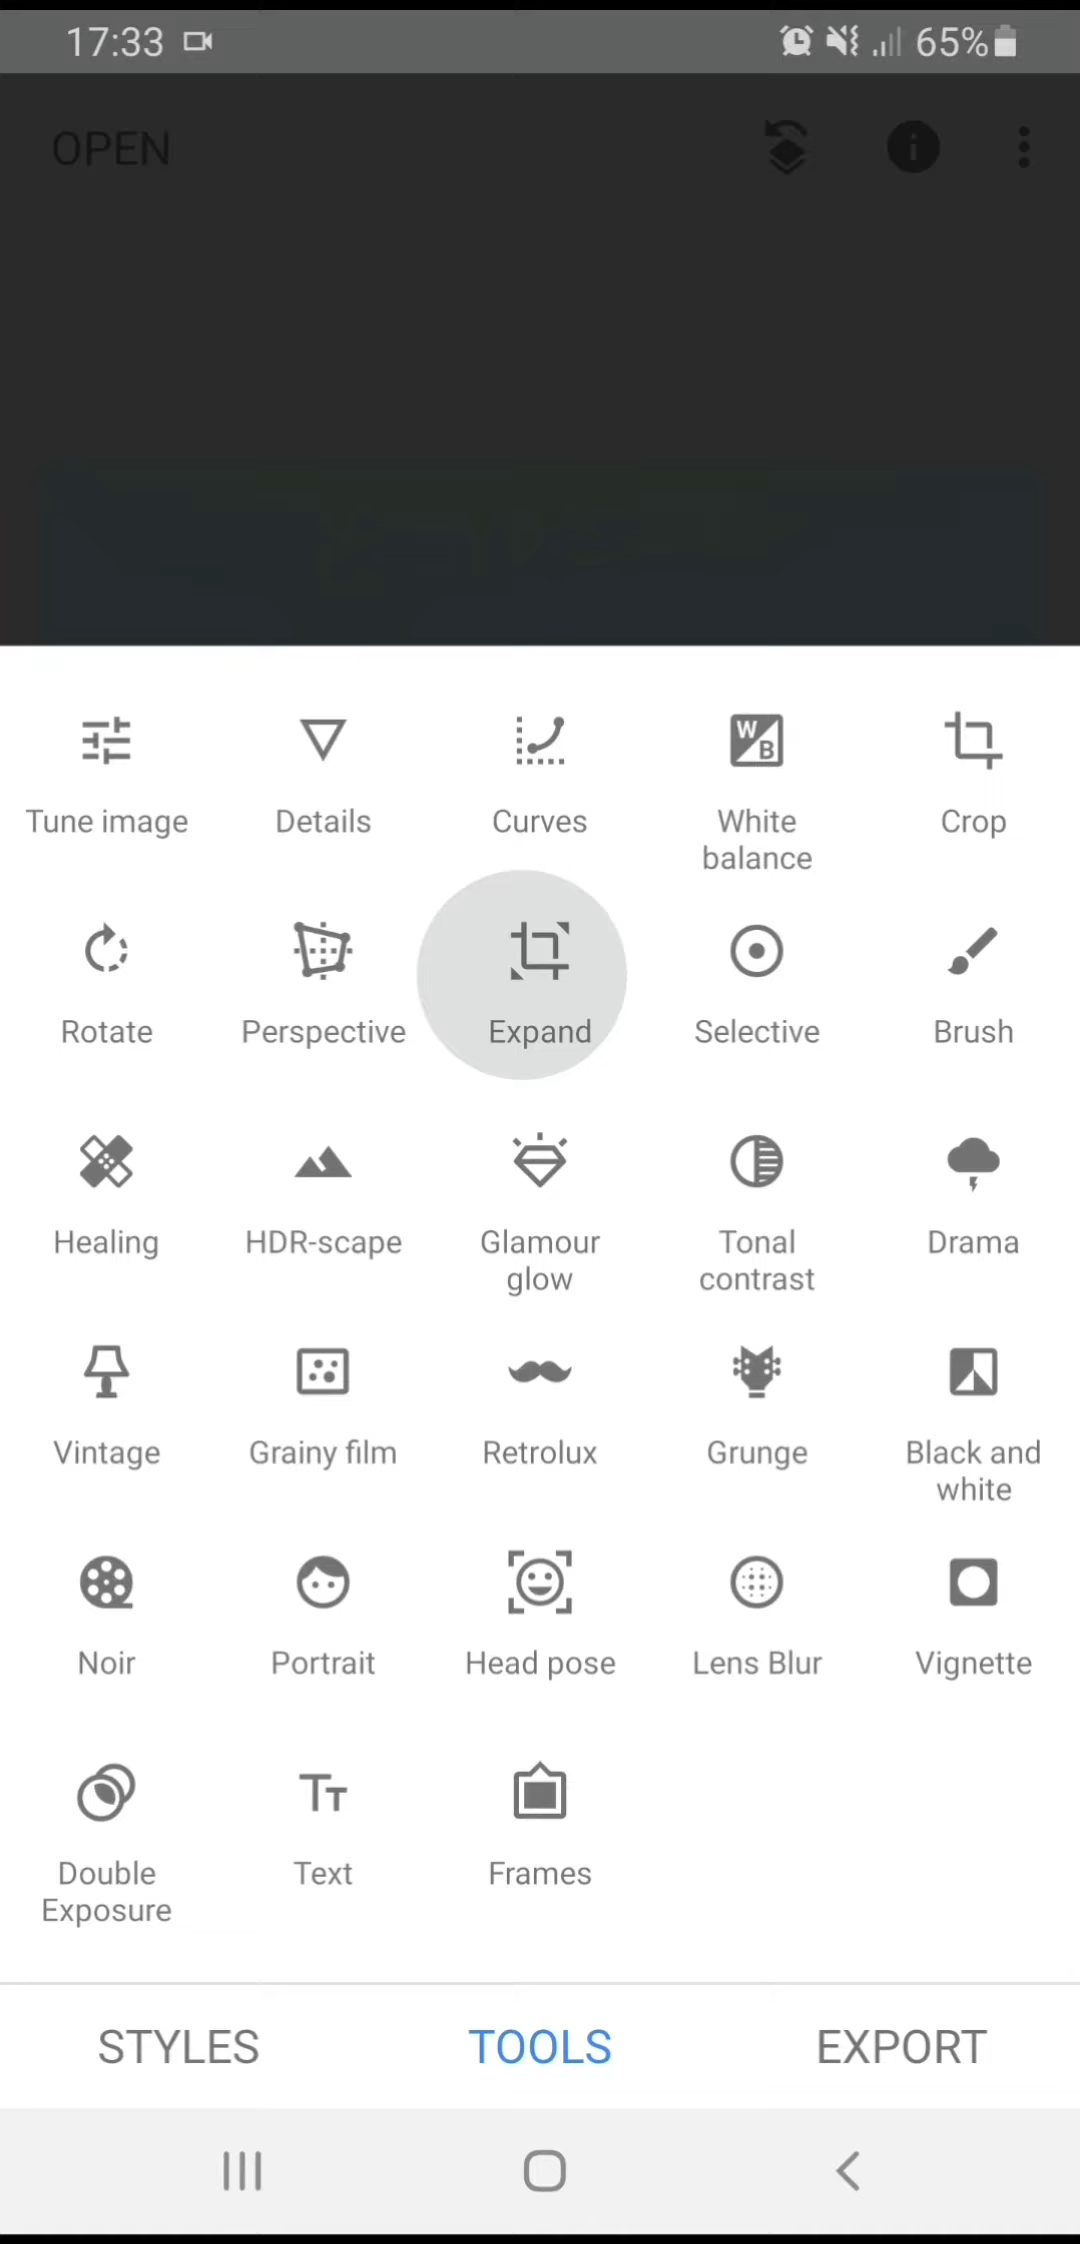 17:33
65%
OPEN
Tune image
Details
Curves
White
balance
Crop
Rotate
Perspective
Expand
Selective
Brush
Healing
HDR-scape
Glamour
glow
Tonal
contrast
Drama
Vintage
Grainy film
Retrolux
Grunge
Black and
white
Noir
Portrait
Head pose
Lens Blur
Vignette
Double
Exposure
Text
Frames
STYLES
TOOLS
EXPORT